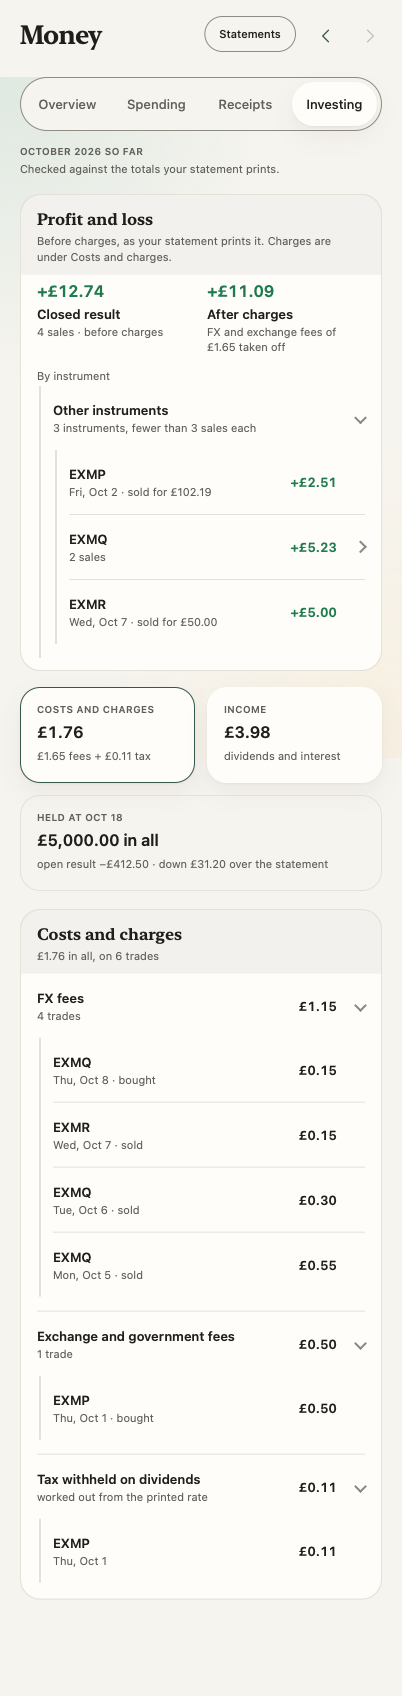 Money
Statements
Overview
Spending
Receipts
Investing
OCTOBER 2026 SO FAR
Checked against the totals your statement prints.
Profit and loss
Before charges, as your statement prints it. Charges are
under Costs and charges.
+£12.74
Closed result
4 sales · before charges
+£11.09
After charges
FX and exchange fees of
£1.65 taken off
By instrument
Other instruments
3 instruments, fewer than 3 sales each
EXMP
Fri, Oct 2 · sold for £102.19
+£2.51
EXMQ
2 sales
+£5.23
EXMR
Wed, Oct 7 · sold for £50.00
+£5.00
COSTS AND CHARGES
£1.76
£1.65 fees + £0.11 tax
INCOME
£3.98
dividends and interest
HELD AT OCT 18
£5,000.00 in all
open result −£412.50 · down £31.20 over the statement
Costs and charges
£1.76 in all, on 6 trades
FX fees
4 trades
£1.15
EXMQ
Thu, Oct 8 · bought
£0.15
EXMR
Wed, Oct 7 · sold
£0.15
EXMQ
Tue, Oct 6 · sold
£0.30
EXMQ
Mon, Oct 5 · sold
£0.55
Exchange and government fees
1 trade
£0.50
EXMP
Thu, Oct 1 · bought
£0.50
Tax withheld on dividends
worked out from the printed rate
£0.11
EXMP
Thu, Oct 1
£0.11